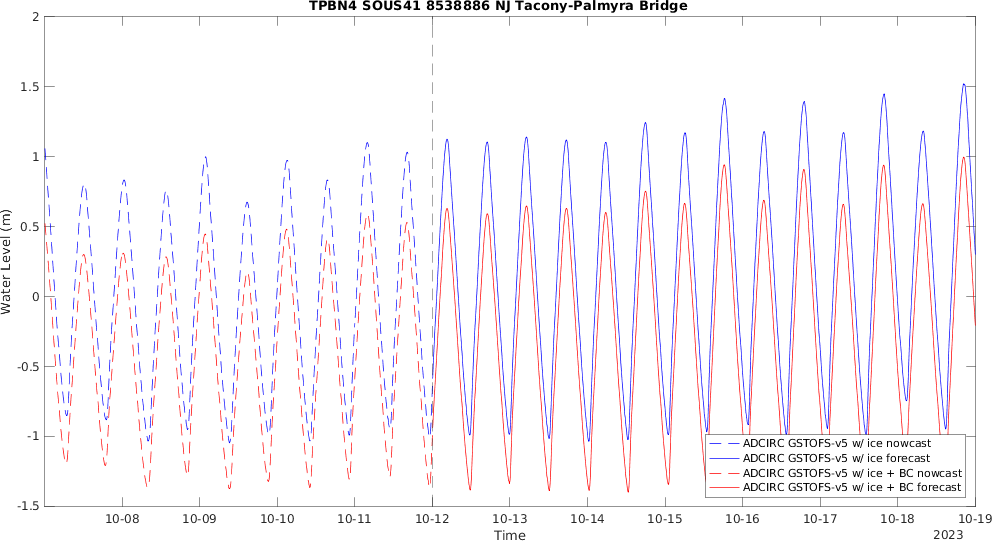 TPBN4 SOUS41 8538886 NJ Tacony-Palmyra Bridge
2
1.5
1
0.5
0
-0.5
-1
-1.5
Water Level (m)
ADCIRC GSTOFS-v5 w/ ice nowcast
ADCIRC GSTOFS-v5 w/ ice forecast
ADCIRC GSTOFS-v5 w/ ice + BC nowcast
ADCIRC GSTOFS-v5 w/ ice + BC forecast
10-08 10-09 10-10 10-11 10-12 10-13 10-14 10-15 10-16 10-17 10-18 10-19
Time
2023